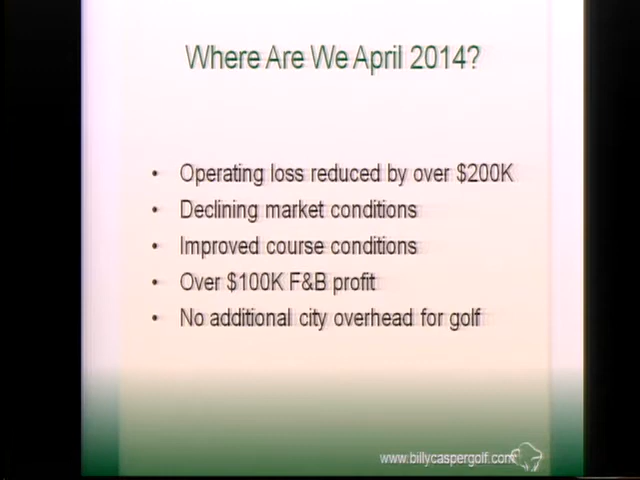 Where Are We April 2014?
• Operating loss reduced by over $200K
• Declining market conditions
• Improved course conditions
• Over $100K F&B profit
• No additional city overhead for golf
www.billycaspergolf.com